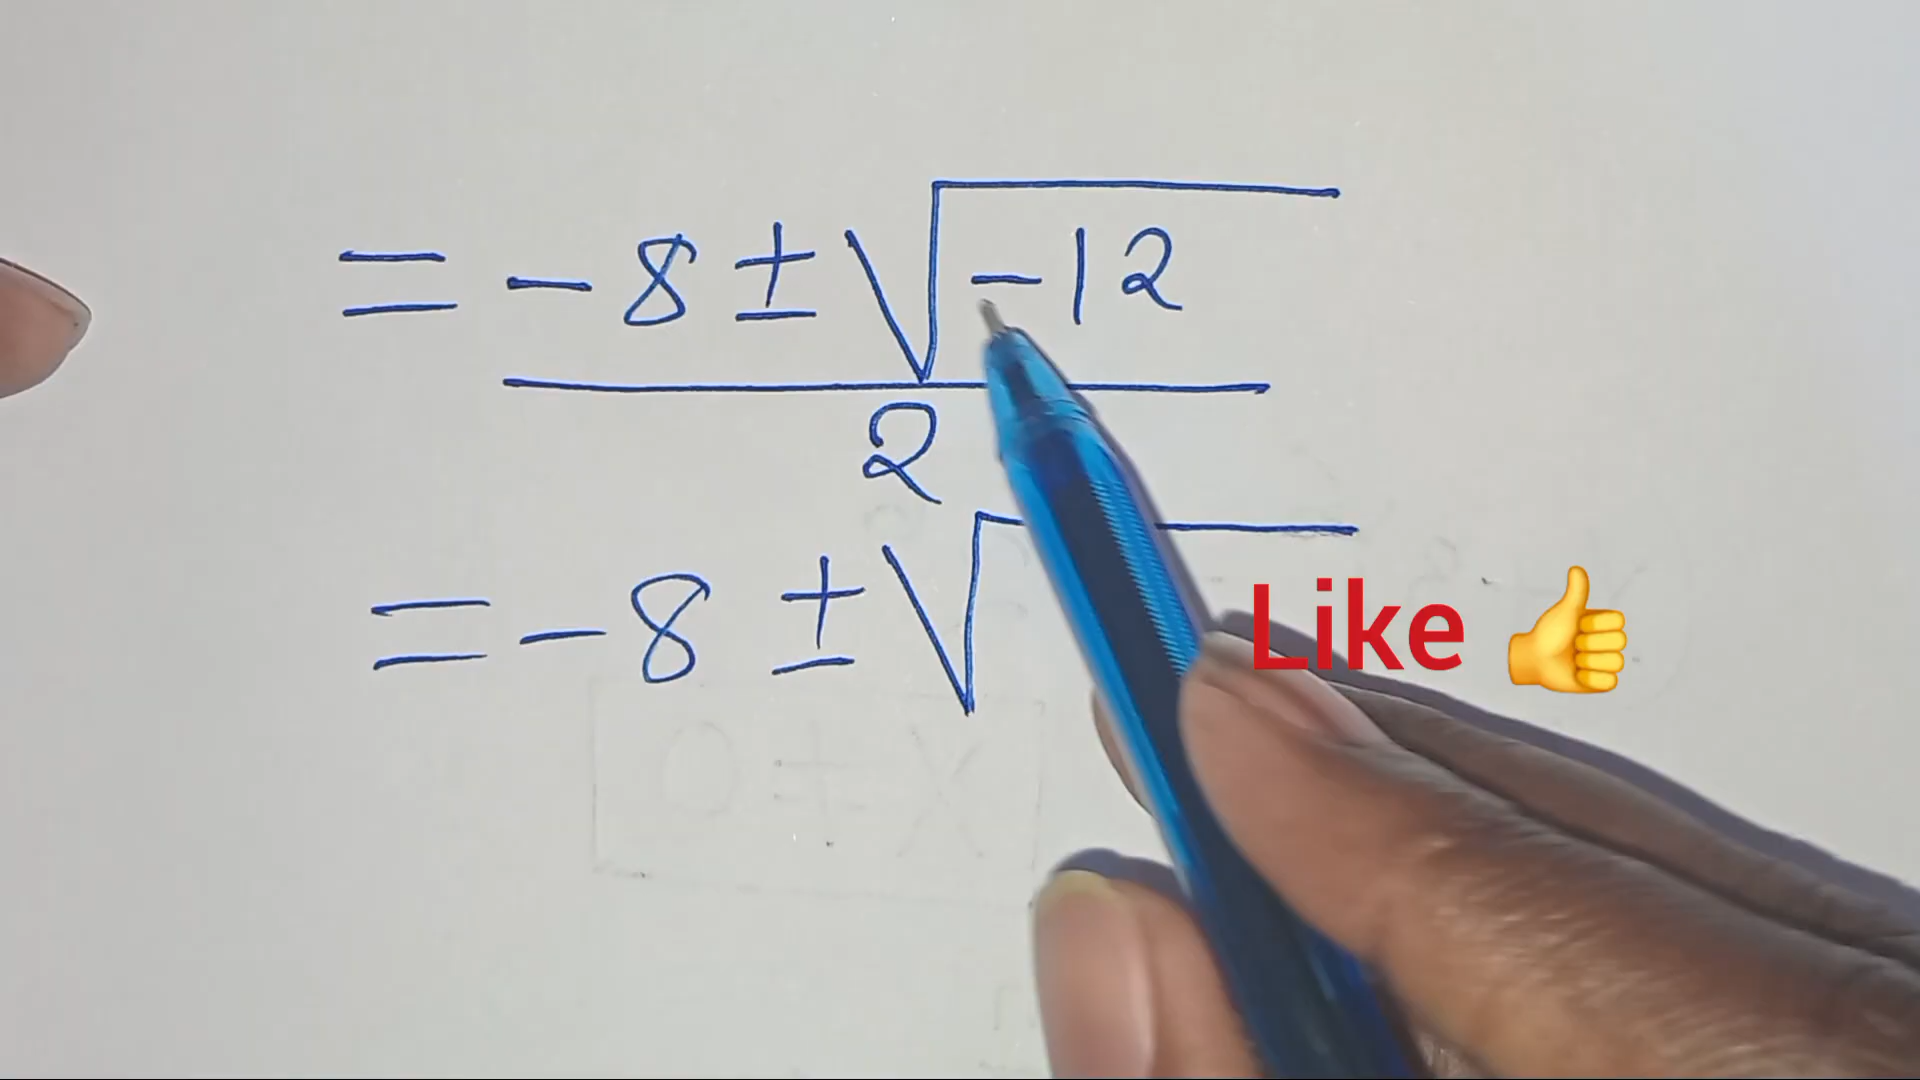 = -8 ± √-12
2
= -8 ± √
Like 👍